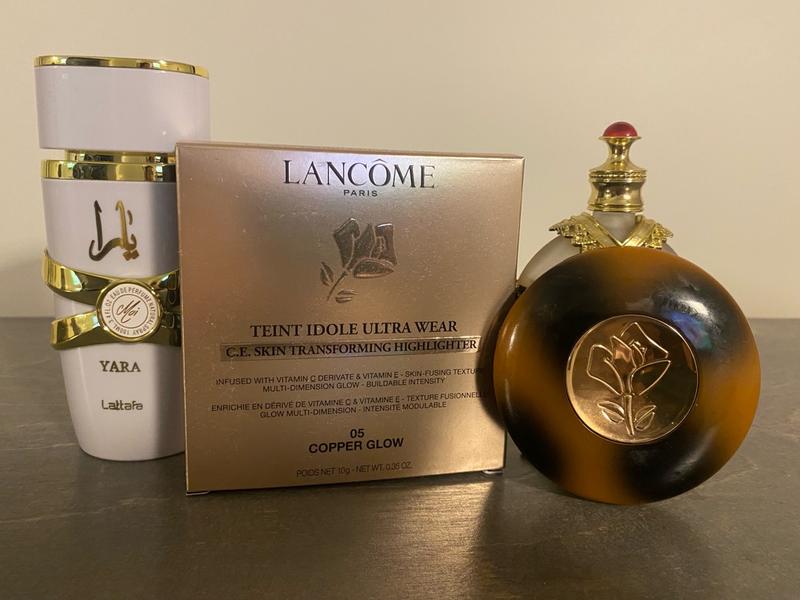 يارا
Moi
YARA
Lattafa
LANCÔME
PARIS
TEINT IDOLE ULTRA WEAR
C.E. SKIN TRANSFORMING HIGHLIGHTER
INFUSED WITH VITAMIN C DERIVATE & VITAMIN E - SKIN-FUSING TEXTURE
MULTI-DIMENSION GLOW - BUILDABLE INTENSITY
ENRICHIE EN DÉRIVÉ DE VITAMINE C & VITAMINE E - TEXTURE FUSIONNELLE
GLOW MULTI-DIMENSION - INTENSITÉ MODULABLE
05
COPPER GLOW
POIDS NET 10g - NET WT. 0.35 OZ.